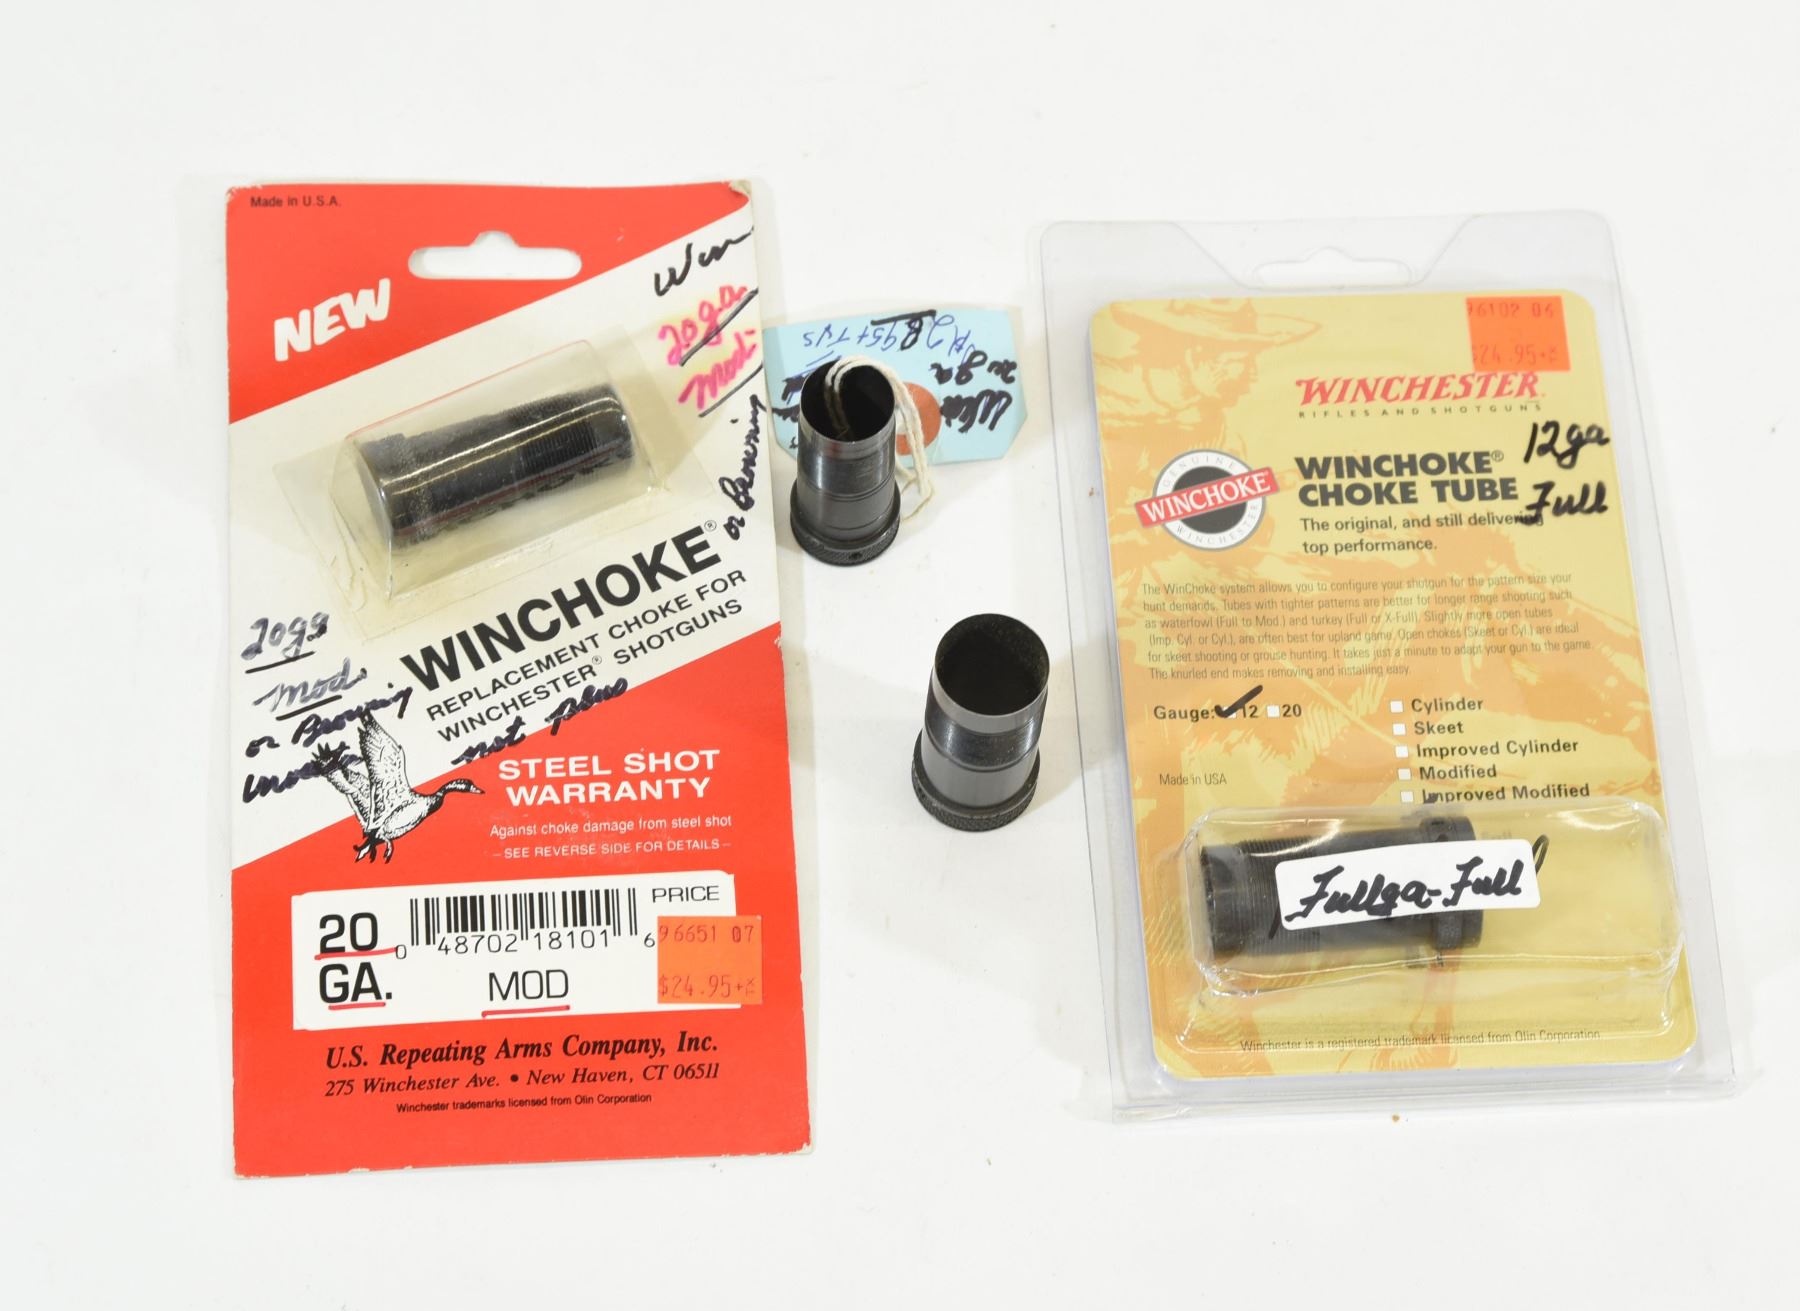 Made in U.S.A.
NEW
Win
20ga
Mod.
or Browning
WINCHOKE®
REPLACEMENT CHOKE FOR
WINCHESTER® SHOTGUNS
20ga
Mod.
or Browning
not Plus
STEEL SHOT
WARRANTY
Against choke damage from steel shot
– SEE REVERSE SIDE FOR DETAILS –
20
GA.
0 48702 18101 6
MOD
PRICE
96651 07
$24.95+
U.S. Repeating Arms Company, Inc.
275 Winchester Ave. • New Haven, CT 06511
Winchester trademarks licensed from Olin Corporation
Win
20 ga
96102 06
$24.95+
WINCHESTER
RIFLES AND SHOTGUNS
GENUINE
WINCHOKE
WINCHESTER
WINCHOKE®
CHOKE TUBE
12ga
Full
The original, and still delivering
top performance.
The WinChoke system allows you to configure your shotgun for the pattern size your
hunt demands. Tubes with tighter patterns are better for longer range shooting such
as waterfowl (Full to Mod.) and turkey (Full or X-Full). Slightly more open tubes
(Imp. Cyl. or Cyl.), are often best for upland game. Open chokes (Skeet or Cyl.) are ideal
for skeet shooting or grouse hunting. It takes just a minute to adapt your gun to the game.
The knurled end makes removing and installing easy.
Gauge: 12 20
Cylinder
Skeet
Improved Cylinder
Modified
Improved Modified
Made in USA
Fullga-Full
Winchester is a registered trademark licensed from Olin Corporation.